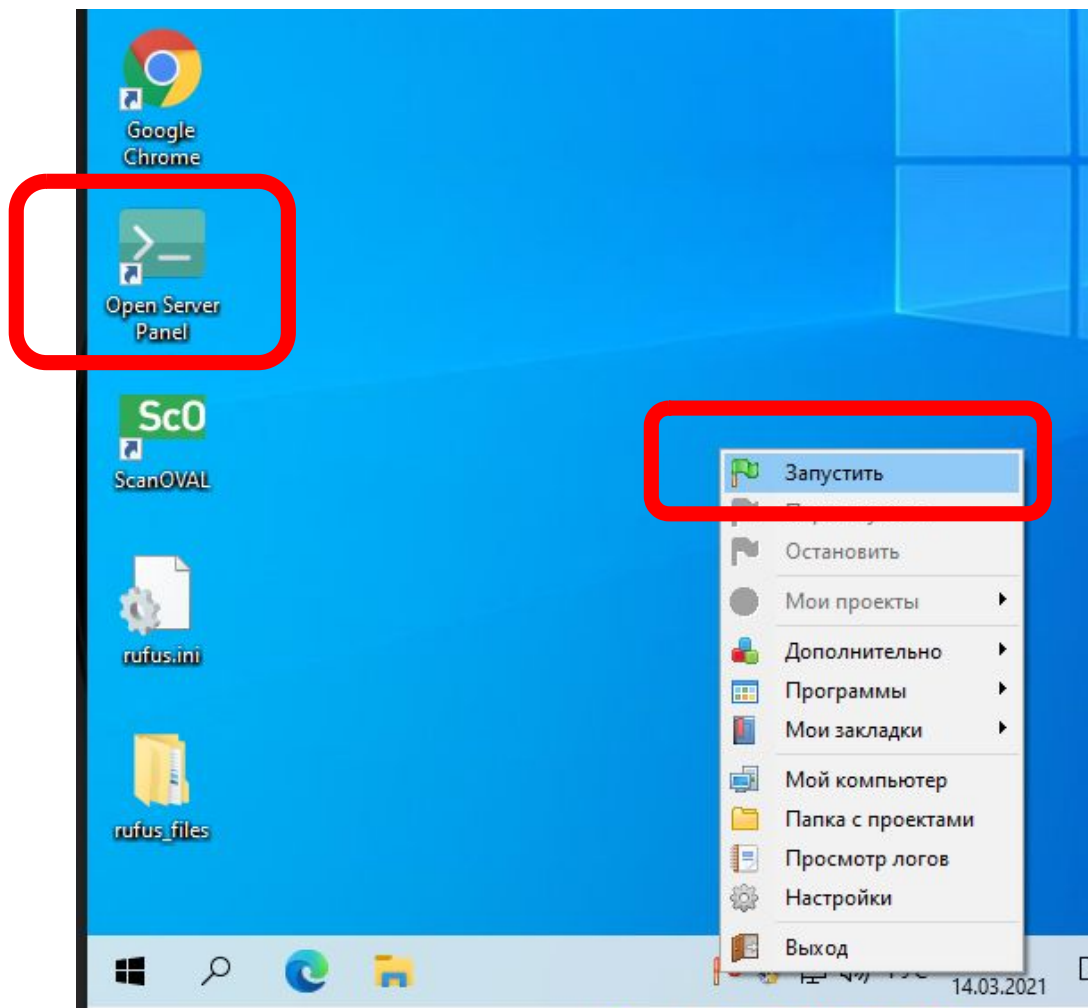 Google
Chrome
Open Server
Panel
ScO
ScanOVAL
rufus.ini
rufus_files
Запустить
Остановить
Мои проекты
Дополнительно
Программы
Мои закладки
Мой компьютер
Папка с проектами
Просмотр логов
Настройки
Выход
14.03.2021